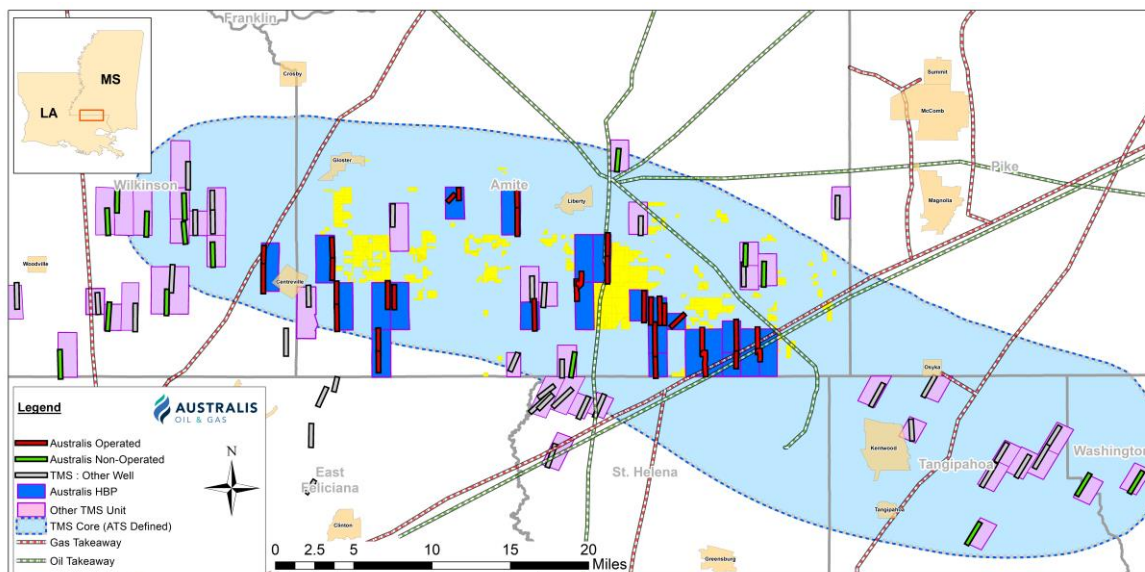 Franklin
MS
LA
Crosby
Summit
McComb
Gloster
Wilkinson
Amite
Liberty
Pike
Magnolia
Woodville
Centreville
Osyka
Legend
AUSTRALIS
OIL & GAS
Australis Operated
Australis Non-Operated
TMS : Other Well
Australis HBP
Other TMS Unit
TMS Core (ATS Defined)
Gas Takeaway
Oil Takeaway
N
East
Feliciana
Clinton
St. Helena
Kentwood
Tangipahoa
Washington
Tangipahoa
Greensburg
0 2.5 5 10 15 20
Miles